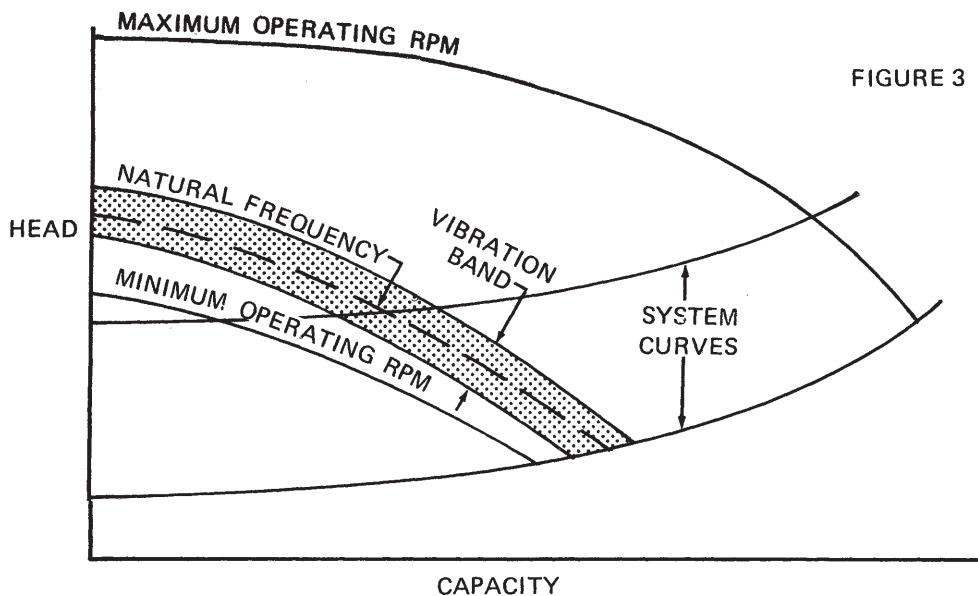 MAXIMUM OPERATING RPM
FIGURE 3
NATURAL FREQUENCY
VIBRATION
BAND
HEAD
MINIMUM OPERATING RPM
SYSTEM
CURVES
CAPACITY